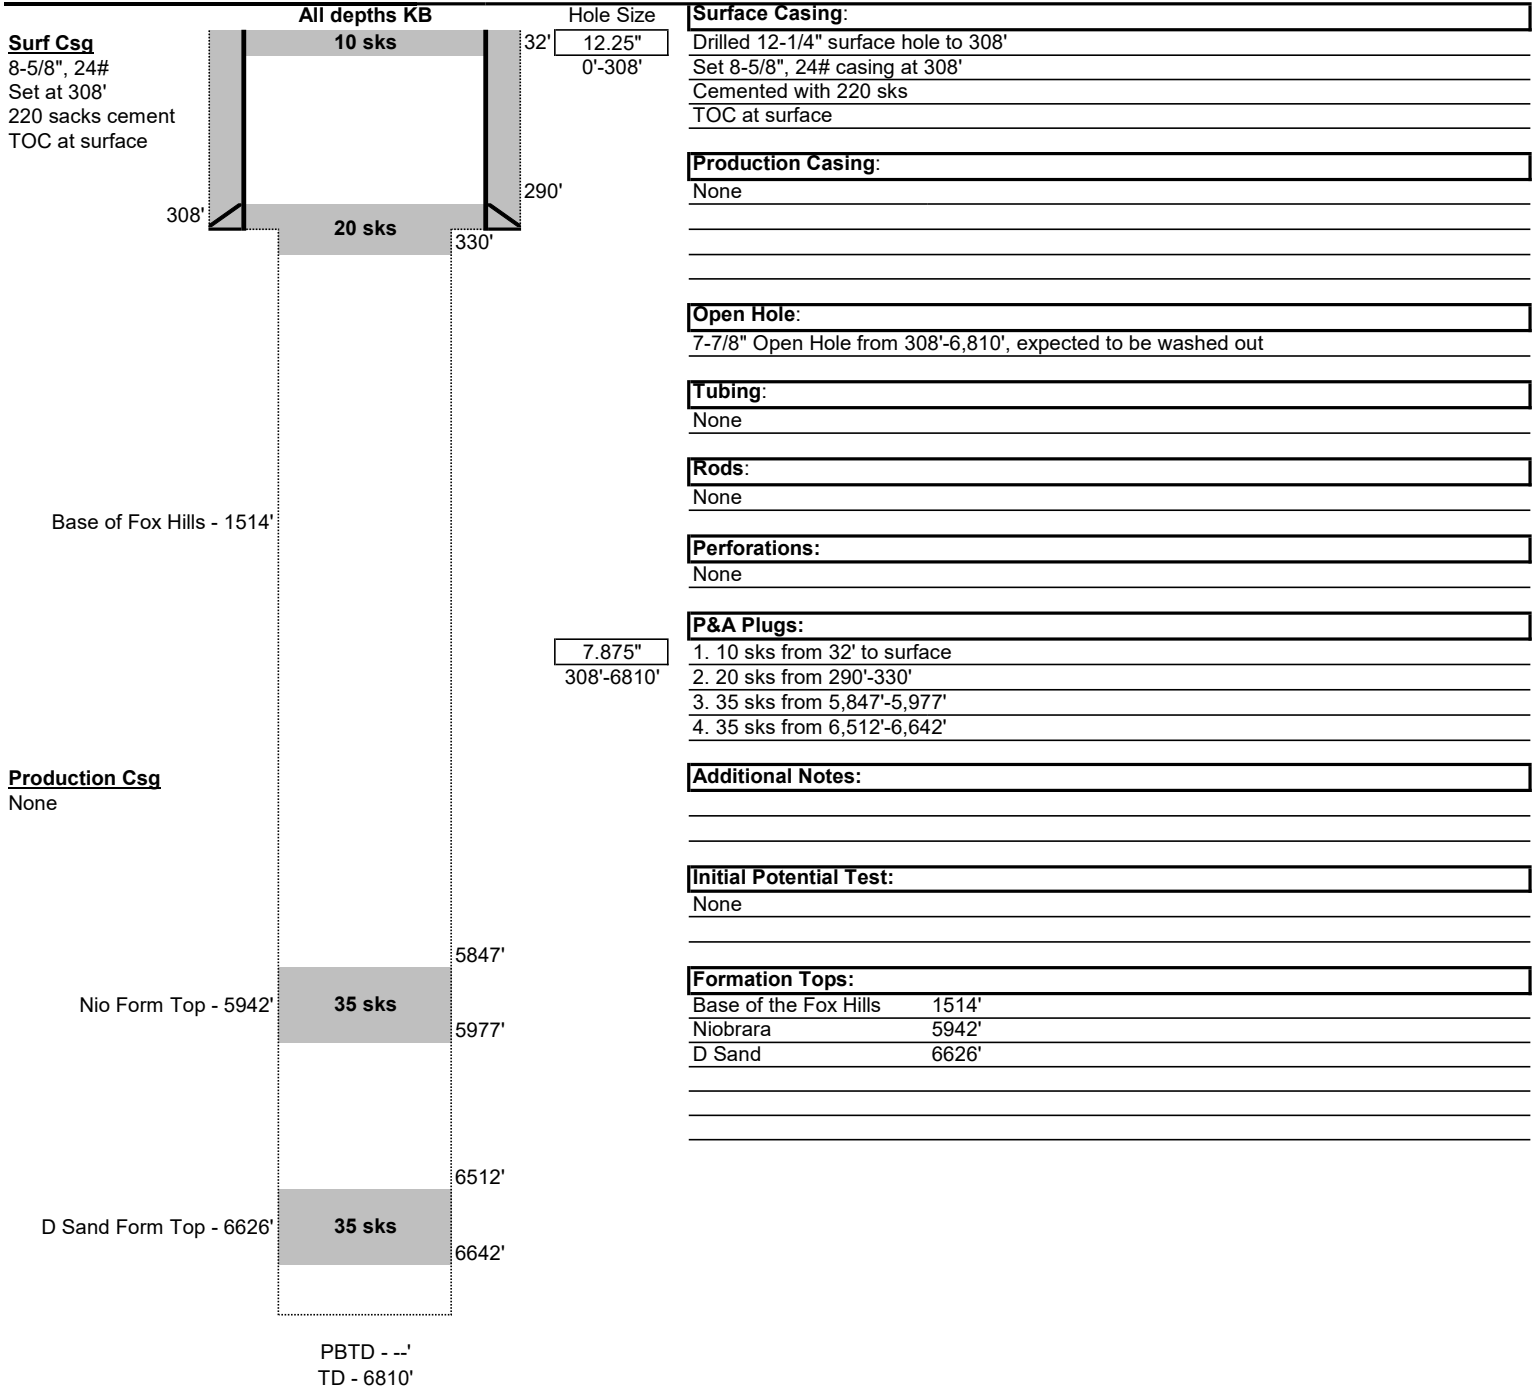 All depths KB
Hole Size
Surf Csg
8-5/8", 24#
Set at 308'
220 sacks cement
TOC at surface
10 sks
32'
12.25"
0'-308'
290'
308'
20 sks
330'
Base of Fox Hills - 1514'
7.875"
308'-6810'
Production Csg
None
5847'
Nio Form Top - 5942'
35 sks
5977'
6512'
D Sand Form Top - 6626'
35 sks
6642'
PBTD - --'
TD - 6810'
Surface Casing:
Drilled 12-1/4" surface hole to 308'
Set 8-5/8", 24# casing at 308'
Cemented with 220 sks
TOC at surface
Production Casing:
None
Open Hole:
7-7/8" Open Hole from 308'-6,810', expected to be washed out
Tubing:
None
Rods:
None
Perforations:
None
P&A Plugs:
1. 10 sks from 32' to surface
2. 20 sks from 290'-330'
3. 35 sks from 5,847'-5,977'
4. 35 sks from 6,512'-6,642'
Additional Notes:
Initial Potential Test:
None
Formation Tops:
Base of the Fox Hills 1514'
Niobrara 5942'
D Sand 6626'